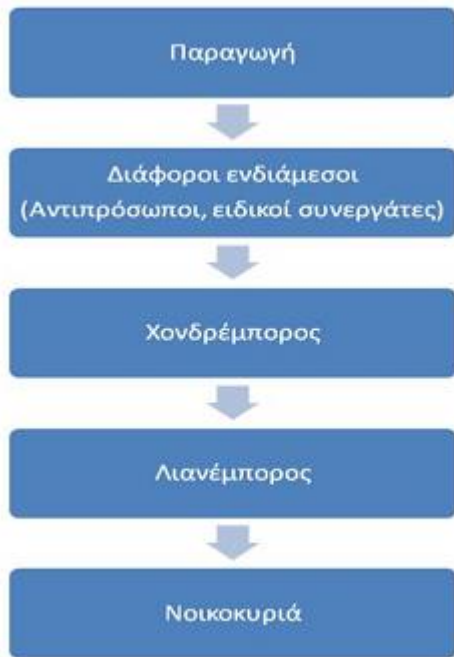 Παραγωγή
Διάφοροι ενδιάμεσοι
(Αντιπρόσωποι, ειδικοί συνεργάτες)
Χονδρέμπορος
Λιανέμπορος
Νοικοκυριά